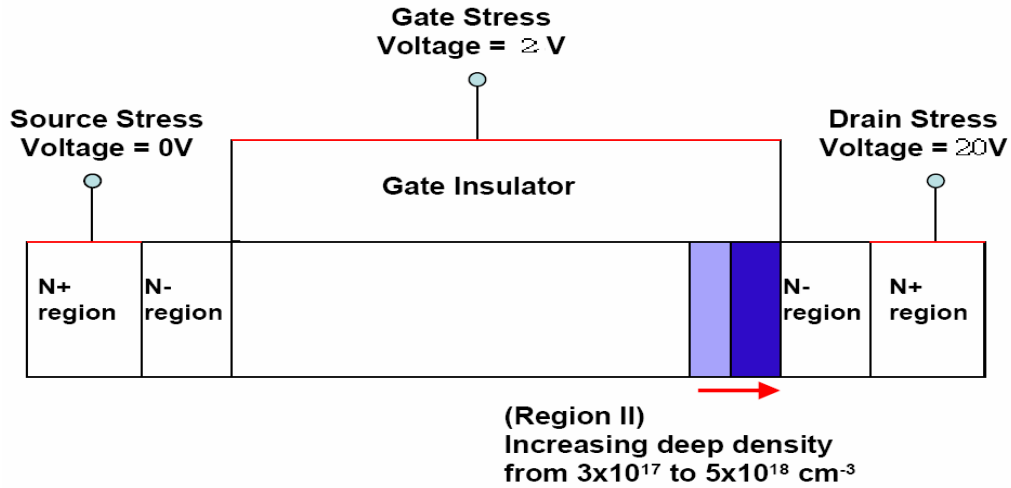 Gate Stress
Voltage = 2 V
Source Stress
Voltage = 0V
Drain Stress
Voltage = 20V
Gate Insulator
N+
region
N-
region
N-
region
N+
region
(Region II)
Increasing deep density
from 3x10¹⁷ to 5x10¹⁸ cm⁻³